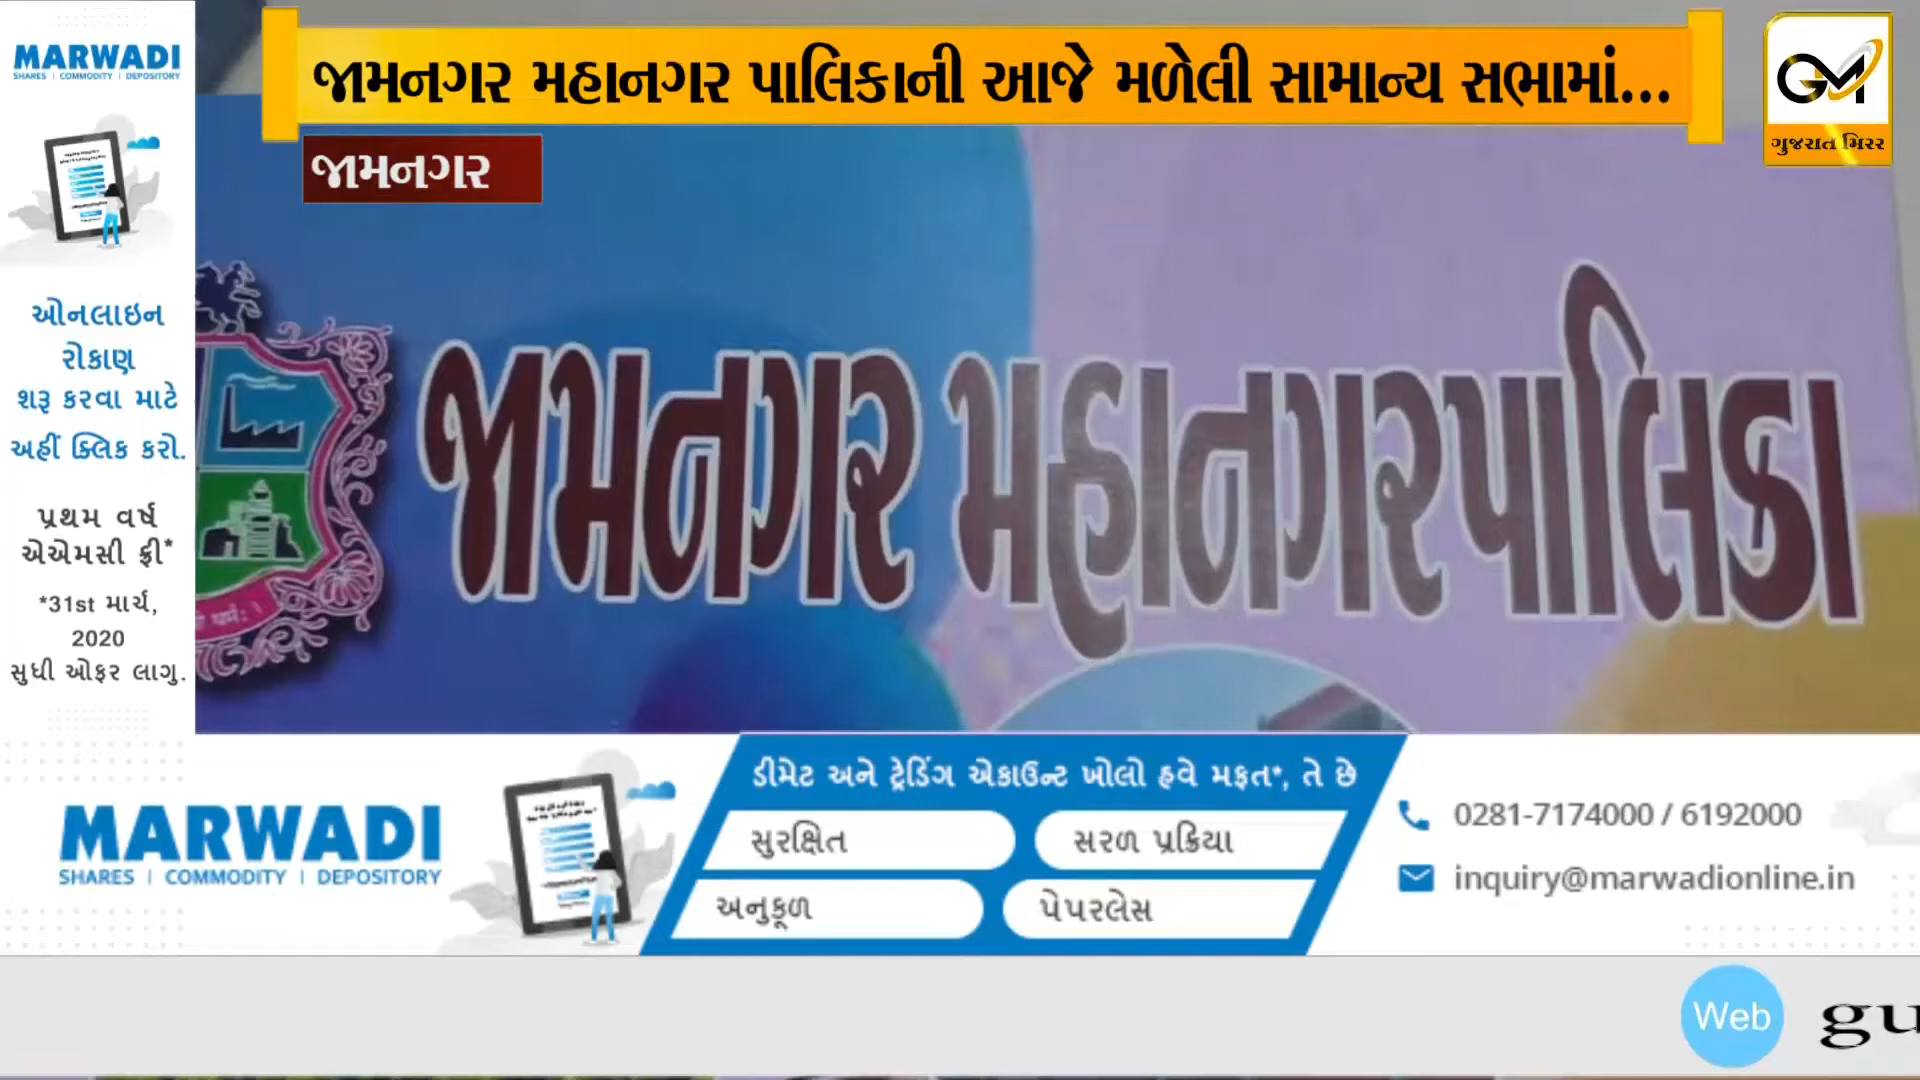 MARWADI
SHARES | COMMODITY | DEPOSITORY
જામનગર મહાનગર પાલિકાની આજે મળેલી સામાન્ય સભામાં...
GM
ગુજરાત મિરર
જામનગર
ઓનલાઇન
રોકાણ
શરૂ કરવા માટે
અહીં ક્લિક કરો.
પ્રથમ વર્ષ
એએમસી ફ્રી*
*31st માર્ચ,
2020
સુધી ઓફર લાગુ.
જામનગર મહાનગરપાલિકા
MARWADI
SHARES | COMMODITY | DEPOSITORY
ડીમેટ અને ટ્રેડિંગ એકાઉન્ટ ખોલો હવે મફત*, તે છે
સુરક્ષિત
સરળ પ્રક્રિયા
અનુકૂળ
પેપરલેસ
0281-7174000 / 6192000
inquiry@marwadionline.in
Web
gu